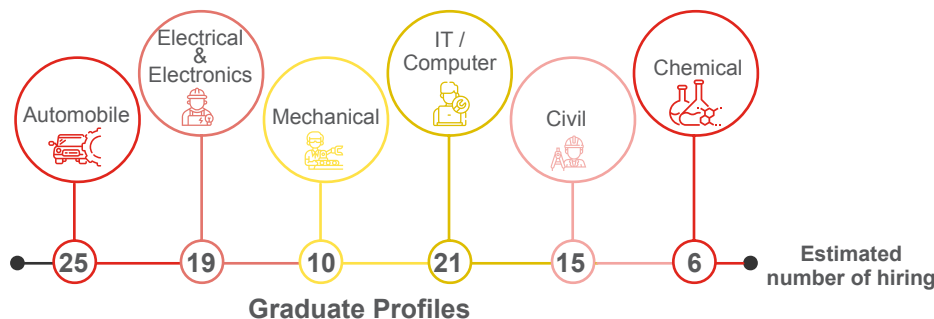 Automobile
Electrical
&
Electronics
Mechanical
IT /
Computer
Civil
Chemical
25
19
10
21
15
6
Estimated
number of hiring
Graduate Profiles